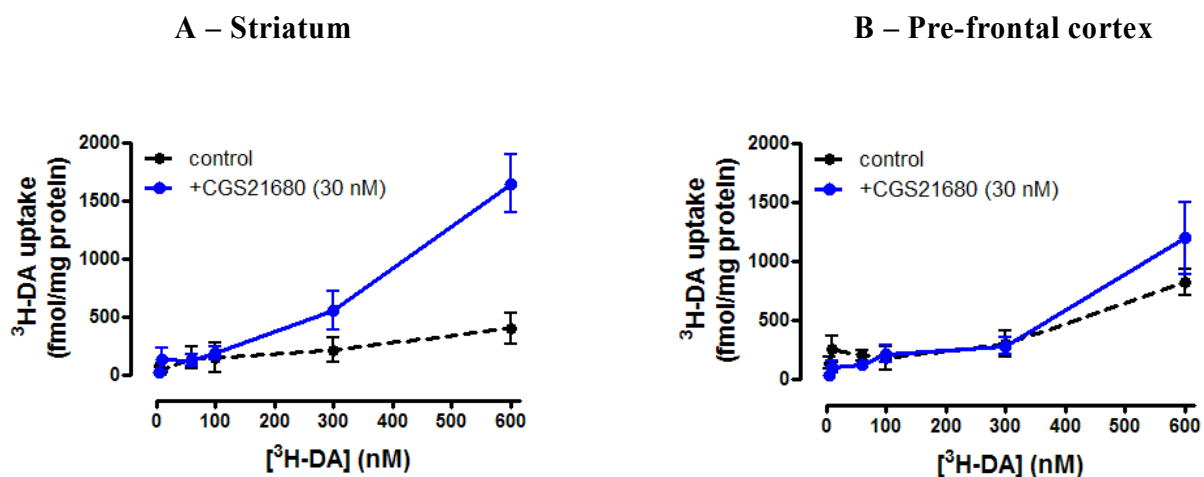 A – Striatum
B – Pre-frontal cortex
³H-DA uptake
(fmol/mg protein)
2000
1500
1000
500
0
control
+CGS21680 (30 nM)
0
100
200
300
400
500
600
[³H-DA] (nM)
³H-DA uptake
(fmol/mg protein)
2000
1500
1000
500
0
control
+CGS21680 (30 nM)
0
100
200
300
400
500
600
[³H-DA] (nM)